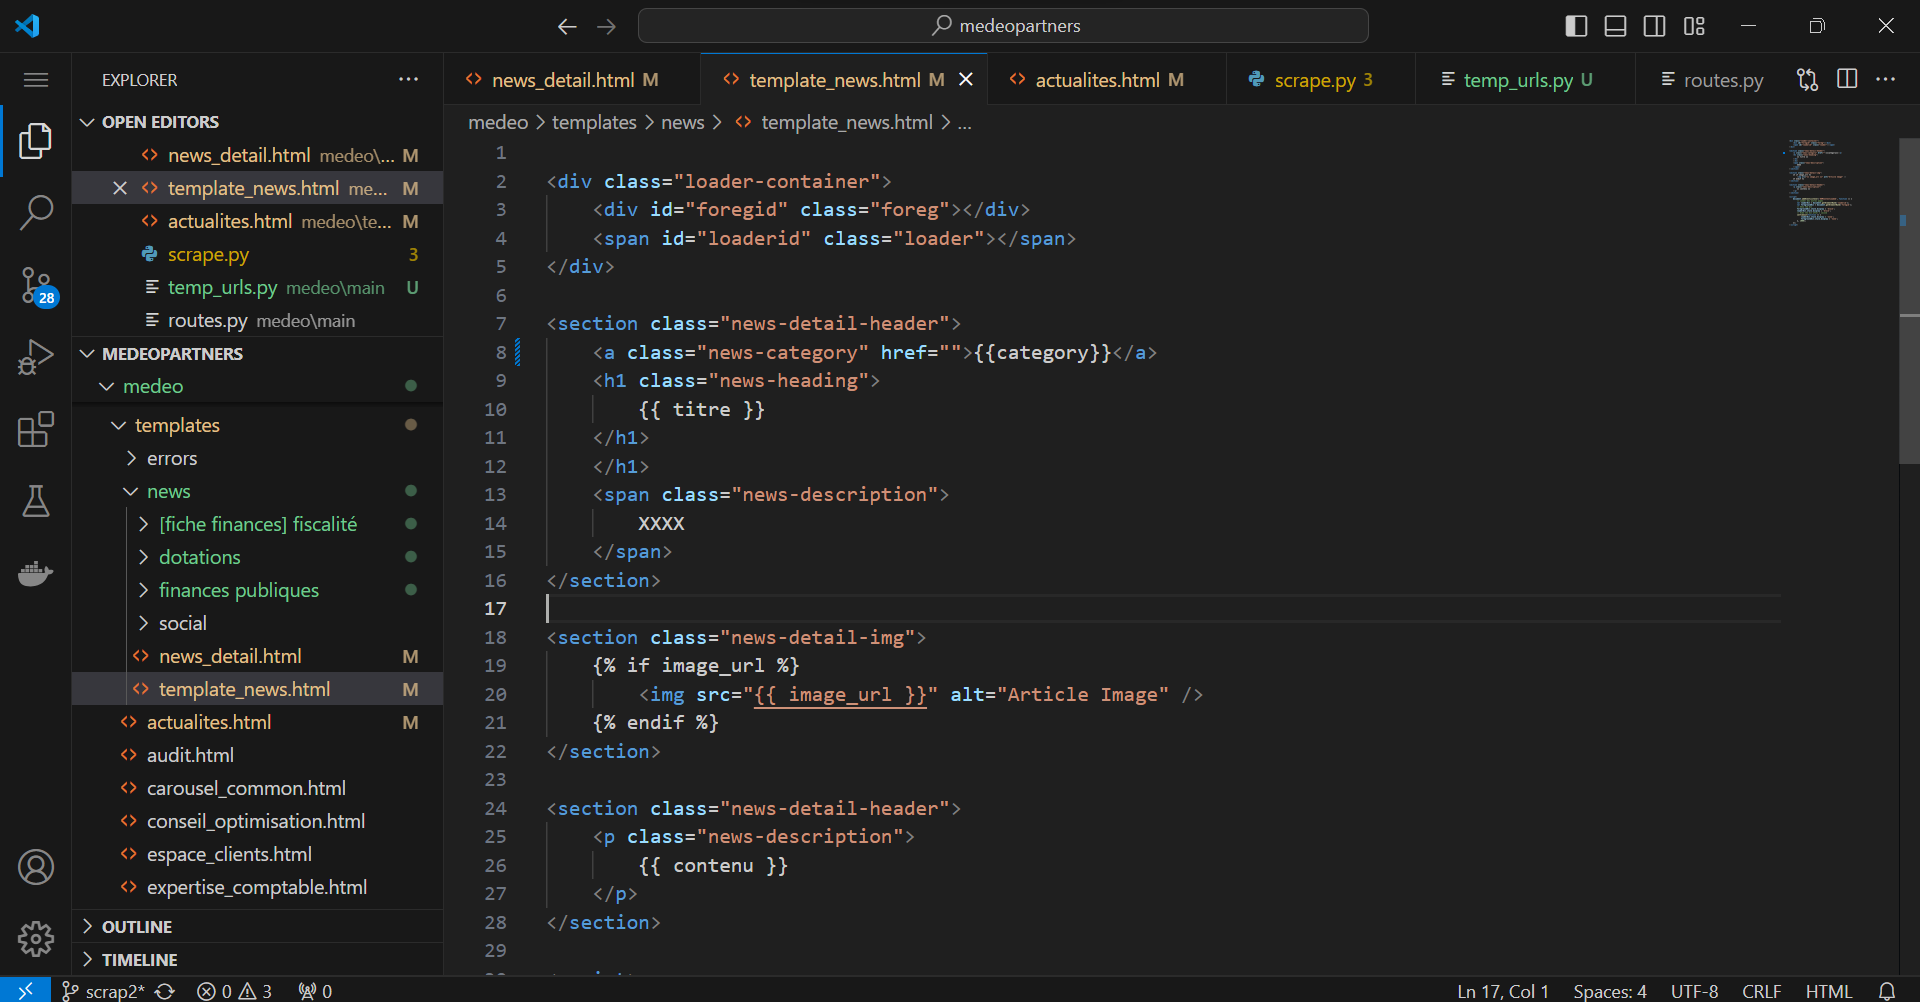 medeopartners
EXPLORER
OPEN EDITORS
news_detail.html medeo\... M
template_news.html me... M
actualites.html medeo\te... M
scrape.py 3
temp_urls.py medeo\main U
routes.py medeo\main
MEDEOPARTNERS
medeo
templates
errors
news
[fiche finances] fiscalité
dotations
finances publiques
social
news_detail.html M
template_news.html M
actualites.html M
audit.html
carousel_common.html
conseil_optimisation.html
espace_clients.html
expertise_comptable.html
OUTLINE
TIMELINE
28
news_detail.html M
template_news.html M
actualites.html M
scrape.py 3
temp_urls.py U
routes.py
medeo > templates > news > template_news.html > ...
1
2 <div class="loader-container">
3 <div id="foregid" class="foreg"></div>
4 <span id="loaderid" class="loader"></span>
5 </div>
6
7 <section class="news-detail-header">
8 <a class="news-category" href="">{{category}}</a>
9 <h1 class="news-heading">
10 {{ titre }}
11 </h1>
12 </h1>
13 <span class="news-description">
14 XXXX
15 </span>
16 </section>
17
18 <section class="news-detail-img">
19 {% if image_url %}
20 <img src="{{ image_url }}" alt="Article Image" />
21 {% endif %}
22 </section>
23
24 <section class="news-detail-header">
25 <p class="news-description">
26 {{ contenu }}
27 </p>
28 </section>
29
scrap2* 0 3 0
Ln 17, Col 1 Spaces: 4 UTF-8 CRLF HTML